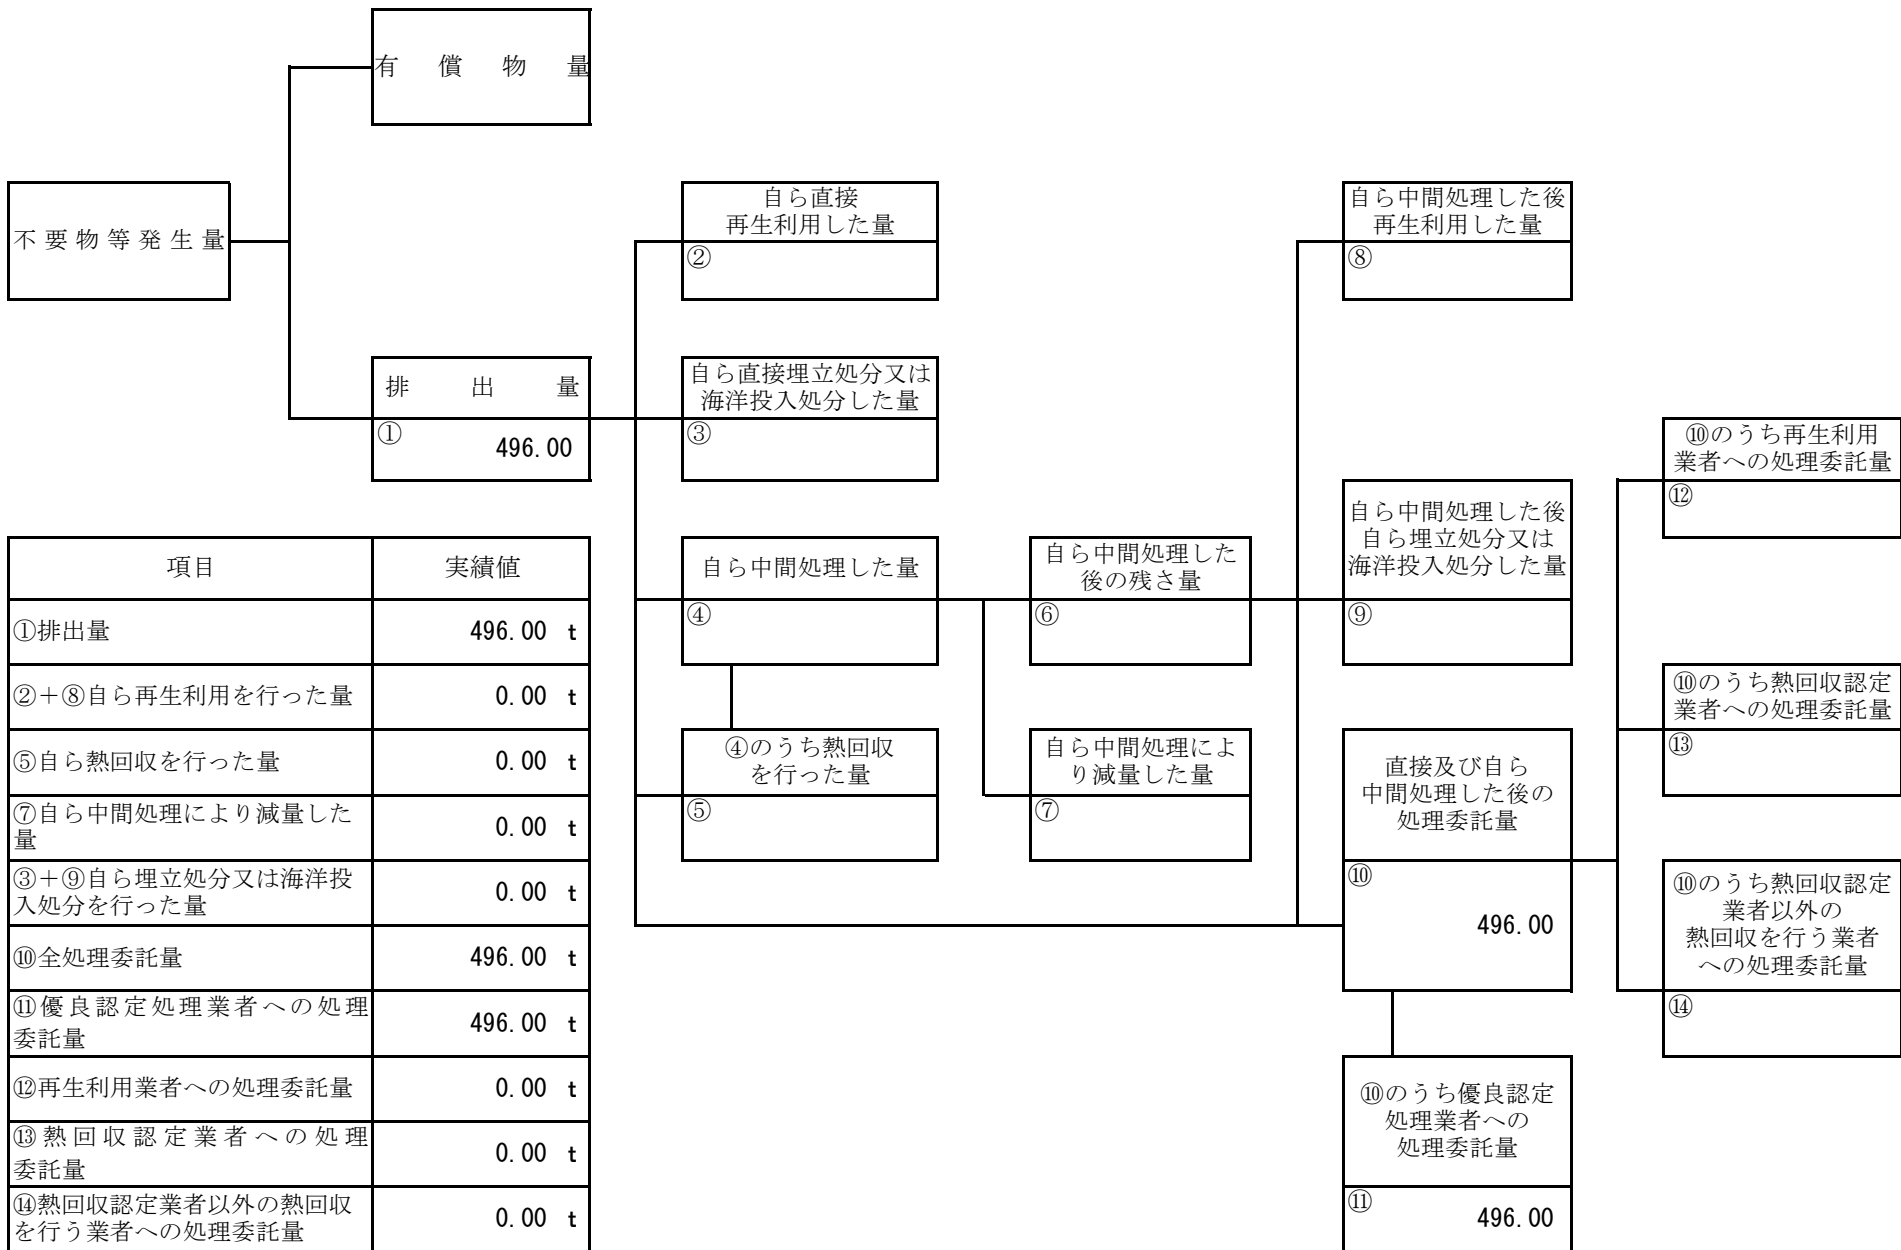 有償物量
不要物等発生量
自ら直接
再生利用した量
②
自ら中間処理した後
再生利用した量
⑧
排出量
①
496.00
自ら直接埋立処分又は
海洋投入処分した量
③
⑩のうち再生利用
業者への処理委託量
⑫
自ら中間処理した後
自ら埋立処分又は
海洋投入処分した量
⑨
自ら中間処理した量
④
自ら中間処理した
後の残さ量
⑥
⑩のうち熱回収認定
業者への処理委託量
⑬
④のうち熱回収
を行った量
⑤
自ら中間処理によ
り減量した量
⑦
直接及び自ら
中間処理した後の
処理委託量
⑩
496.00
⑩のうち熱回収認定
業者以外の
熱回収を行う業者
への処理委託量
⑭
⑩のうち優良認定
処理業者への
処理委託量
⑪
496.00
項目 実績値
①排出量 496.00 t
②＋⑧自ら再生利用を行った量 0.00 t
⑤自ら熱回収を行った量 0.00 t
⑦自ら中間処理により減量した
量 0.00 t
③＋⑨自ら埋立処分又は海洋投
入処分を行った量 0.00 t
⑩全処理委託量 496.00 t
⑪優良認定処理業者への処理
委託量 496.00 t
⑫再生利用業者への処理委託量 0.00 t
⑬熱回収認定業者への処理
委託量 0.00 t
⑭熱回収認定業者以外の熱回収
を行う業者への処理委託量 0.00 t